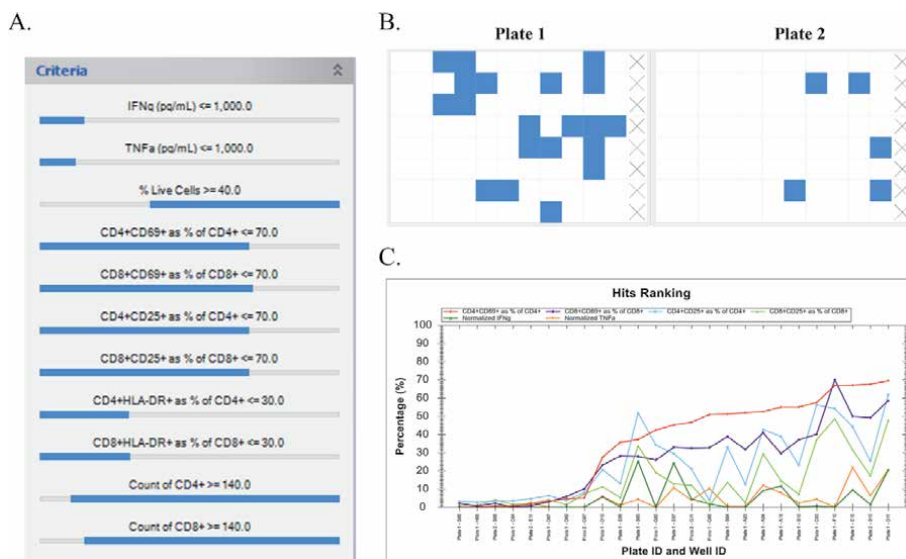 A.
Criteria
IFNq (pq/mL) <= 1,000.0
TNFa (pq/mL) <= 1,000.0
% Live Cells >= 40.0
CD4+CD69+ as % of CD4+ <= 70.0
CD8+CD69+ as % of CD8+ <= 70.0
CD4+CD25+ as % of CD4+ <= 70.0
CD8+CD25+ as % of CD8+ <= 70.0
CD4+HLA-DR+ as % of CD4+ <= 30.0
CD8+HLA-DR+ as % of CD8+ <= 30.0
Count of CD4+ >= 140.0
Count of CD8+ >= 140.0
B.
Plate 1
Plate 2
C.
Hits Ranking
CD4+CD69+ as % of CD4+ CD8+CD69+ as % of CD8+ CD4+CD25+ as % of CD4+ CD8+CD25+ as % of CD8+
Normalized IFNg Normalized TNFa
Percentage (%)
100
90
80
70
60
50
40
30
20
10
0
Plate ID and Well ID